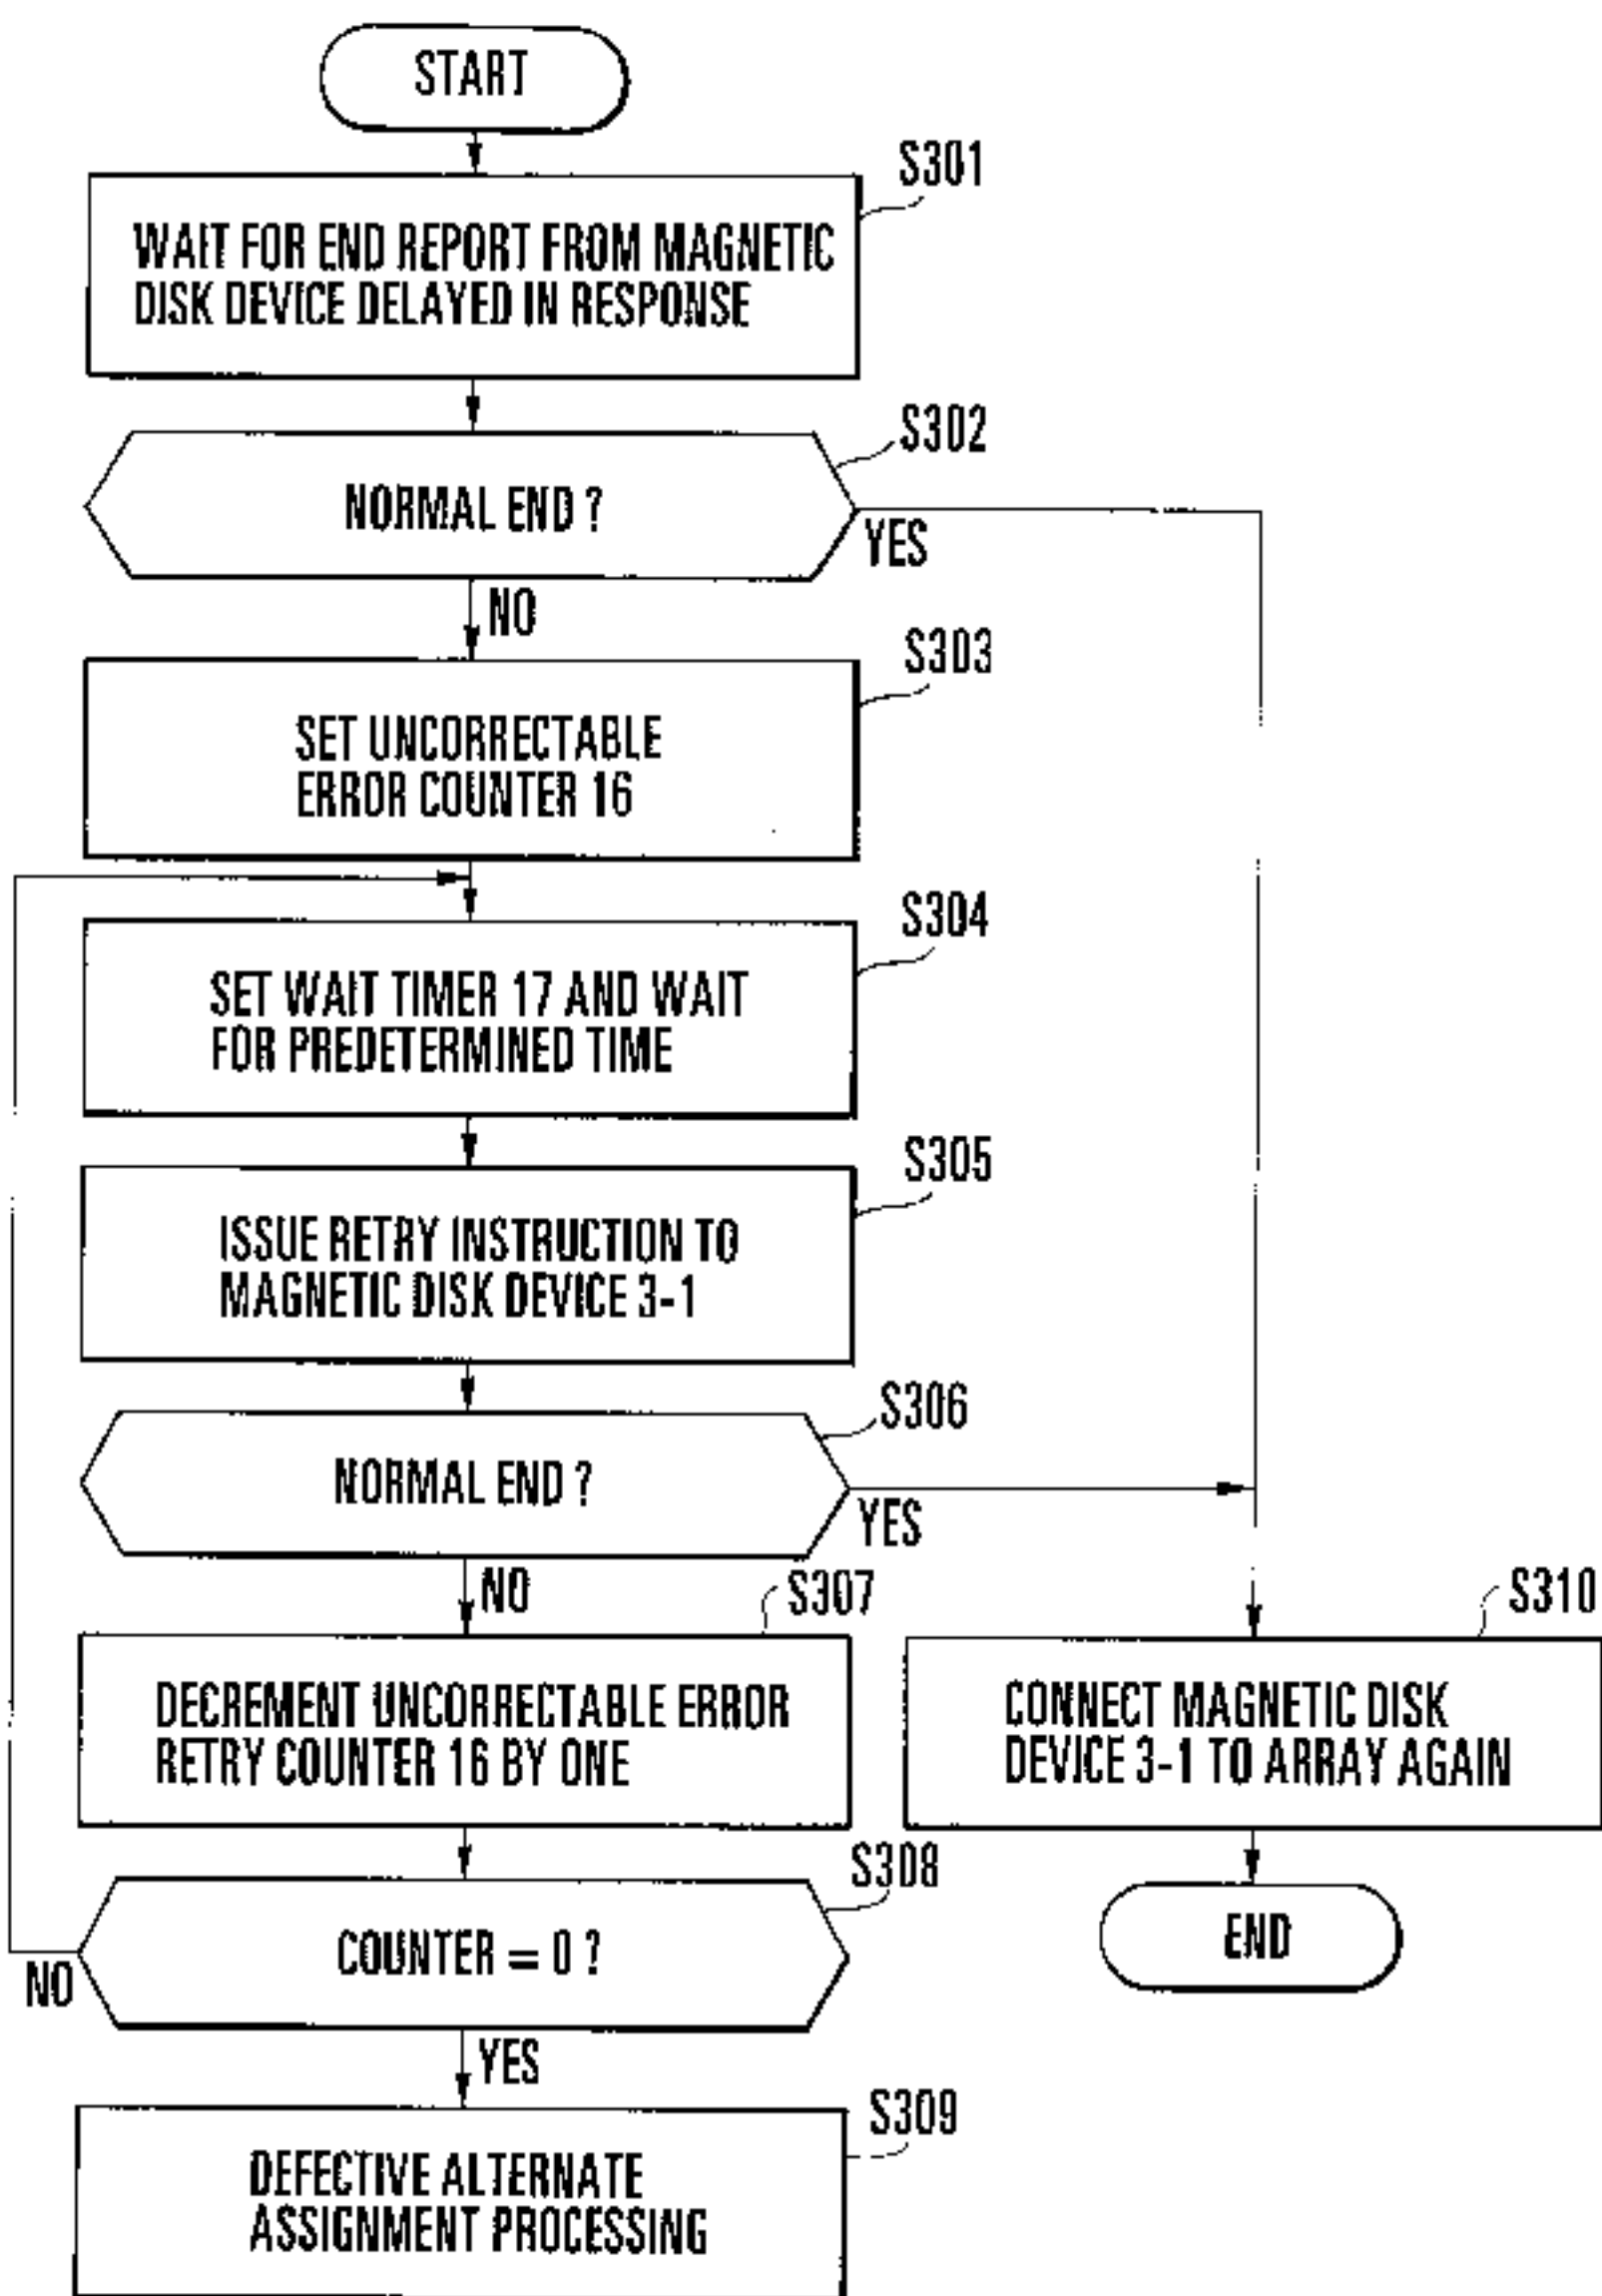 START
S301
WAIT FOR END REPORT FROM MAGNETIC
DISK DEVICE DELAYED IN RESPONSE
S302
NORMAL END ?
YES
NO
S303
SET UNCORRECTABLE
ERROR COUNTER 16
S304
SET WAIT TIMER 17 AND WAIT
FOR PREDETERMINED TIME
S305
ISSUE RETRY INSTRUCTION TO
MAGNETIC DISK DEVICE 3-1
S306
NORMAL END ?
YES
NO
S307
DECREMENT UNCORRECTABLE ERROR
RETRY COUNTER 16 BY ONE
S310
CONNECT MAGNETIC DISK
DEVICE 3-1 TO ARRAY AGAIN
S308
COUNTER = 0 ?
END
NO
YES
S309
DEFECTIVE ALTERNATE
ASSIGNMENT PROCESSING